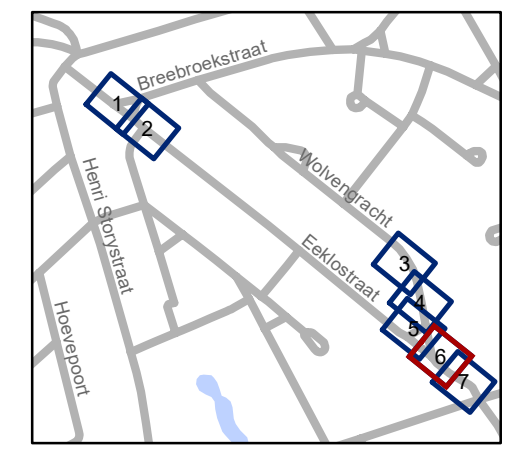 Breebroekstraat
1
2
Henri Storystraat
Wolvengracht
Eeklostraat
3
4
5
6
7
Hoevepoort